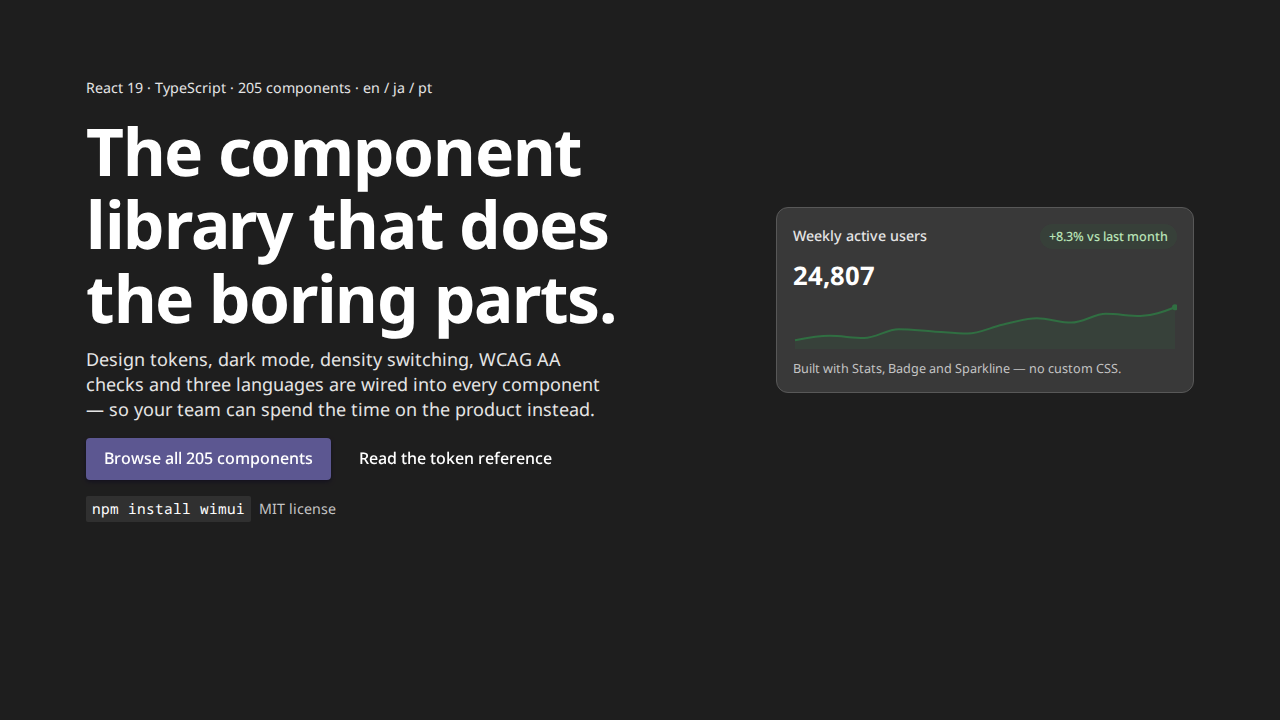 React 19 · TypeScript · 205 components · en / ja / pt
The component
library that does
the boring parts.
Design tokens, dark mode, density switching, WCAG AA
checks and three languages are wired into every component
— so your team can spend the time on the product instead.
Browse all 205 components
Read the token reference
npm install wimui
MIT license
Weekly active users
+8.3% vs last month
24,807
Built with Stats, Badge and Sparkline — no custom CSS.